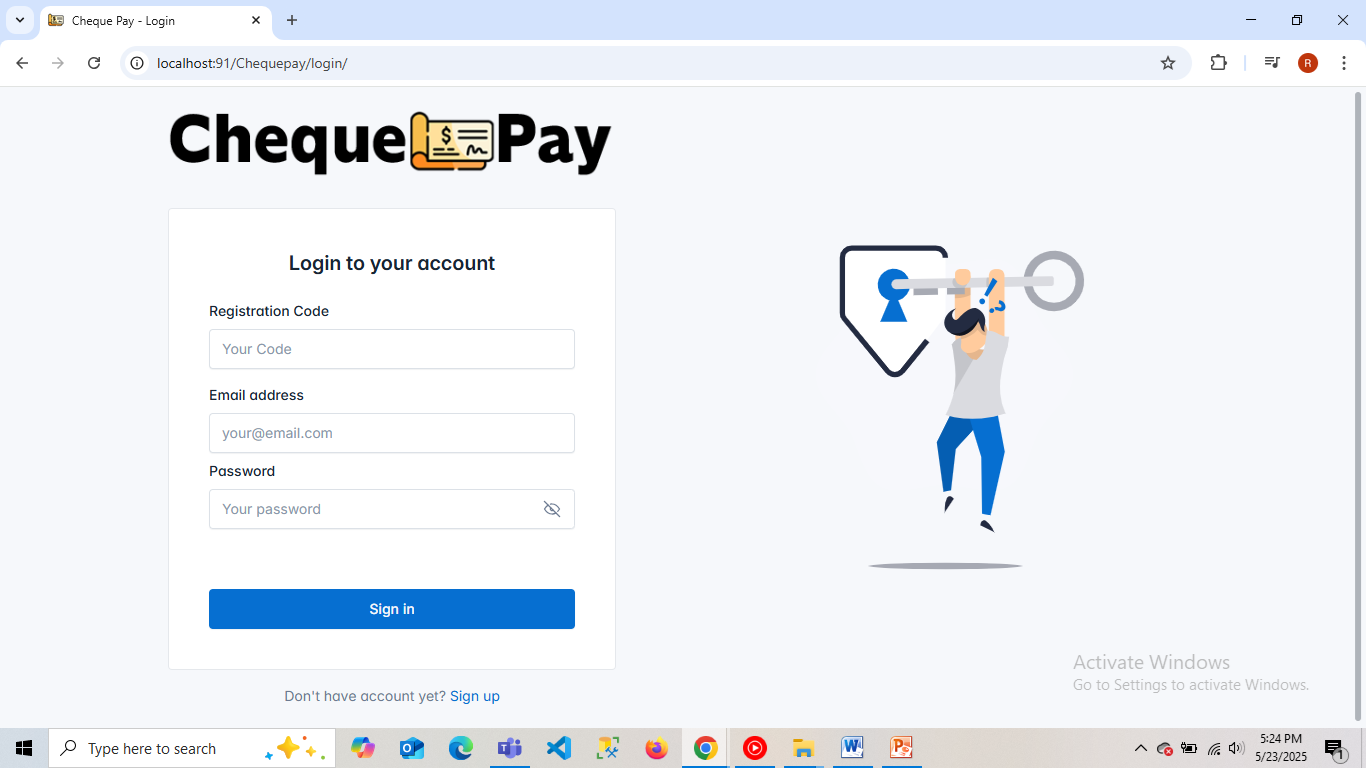 Cheque Pay - Login
localhost:91/Chequepay/login/
R
Cheque $ Pay
Login to your account
Registration Code
Your Code
Email address
your@email.com
Password
Your password
Sign in
Don't have account yet? Sign up
Activate Windows
Go to Settings to activate Windows.
Type here to search
5:24 PM
5/23/2025
1